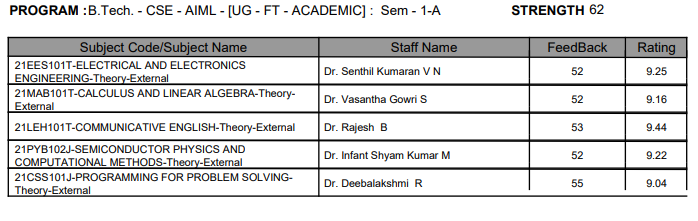 PROGRAM :B.Tech. - CSE - AIML - [UG - FT - ACADEMIC] : Sem - 1-A STRENGTH 62
Subject Code/Subject Name Staff Name FeedBack Rating
21EES101T-ELECTRICAL AND ELECTRONICS
ENGINEERING-Theory-External Dr. Senthil Kumaran V N 52 9.25
21MAB101T-CALCULUS AND LINEAR ALGEBRA-Theory-
External Dr. Vasantha Gowri S 52 9.16
21LEH101T-COMMUNICATIVE ENGLISH-Theory-External Dr. Rajesh B 53 9.44
21PYB102J-SEMICONDUCTOR PHYSICS AND
COMPUTATIONAL METHODS-Theory-External Dr. Infant Shyam Kumar M 52 9.22
21CSS101J-PROGRAMMING FOR PROBLEM SOLVING-
Theory-External Dr. Deebalakshmi R 55 9.04